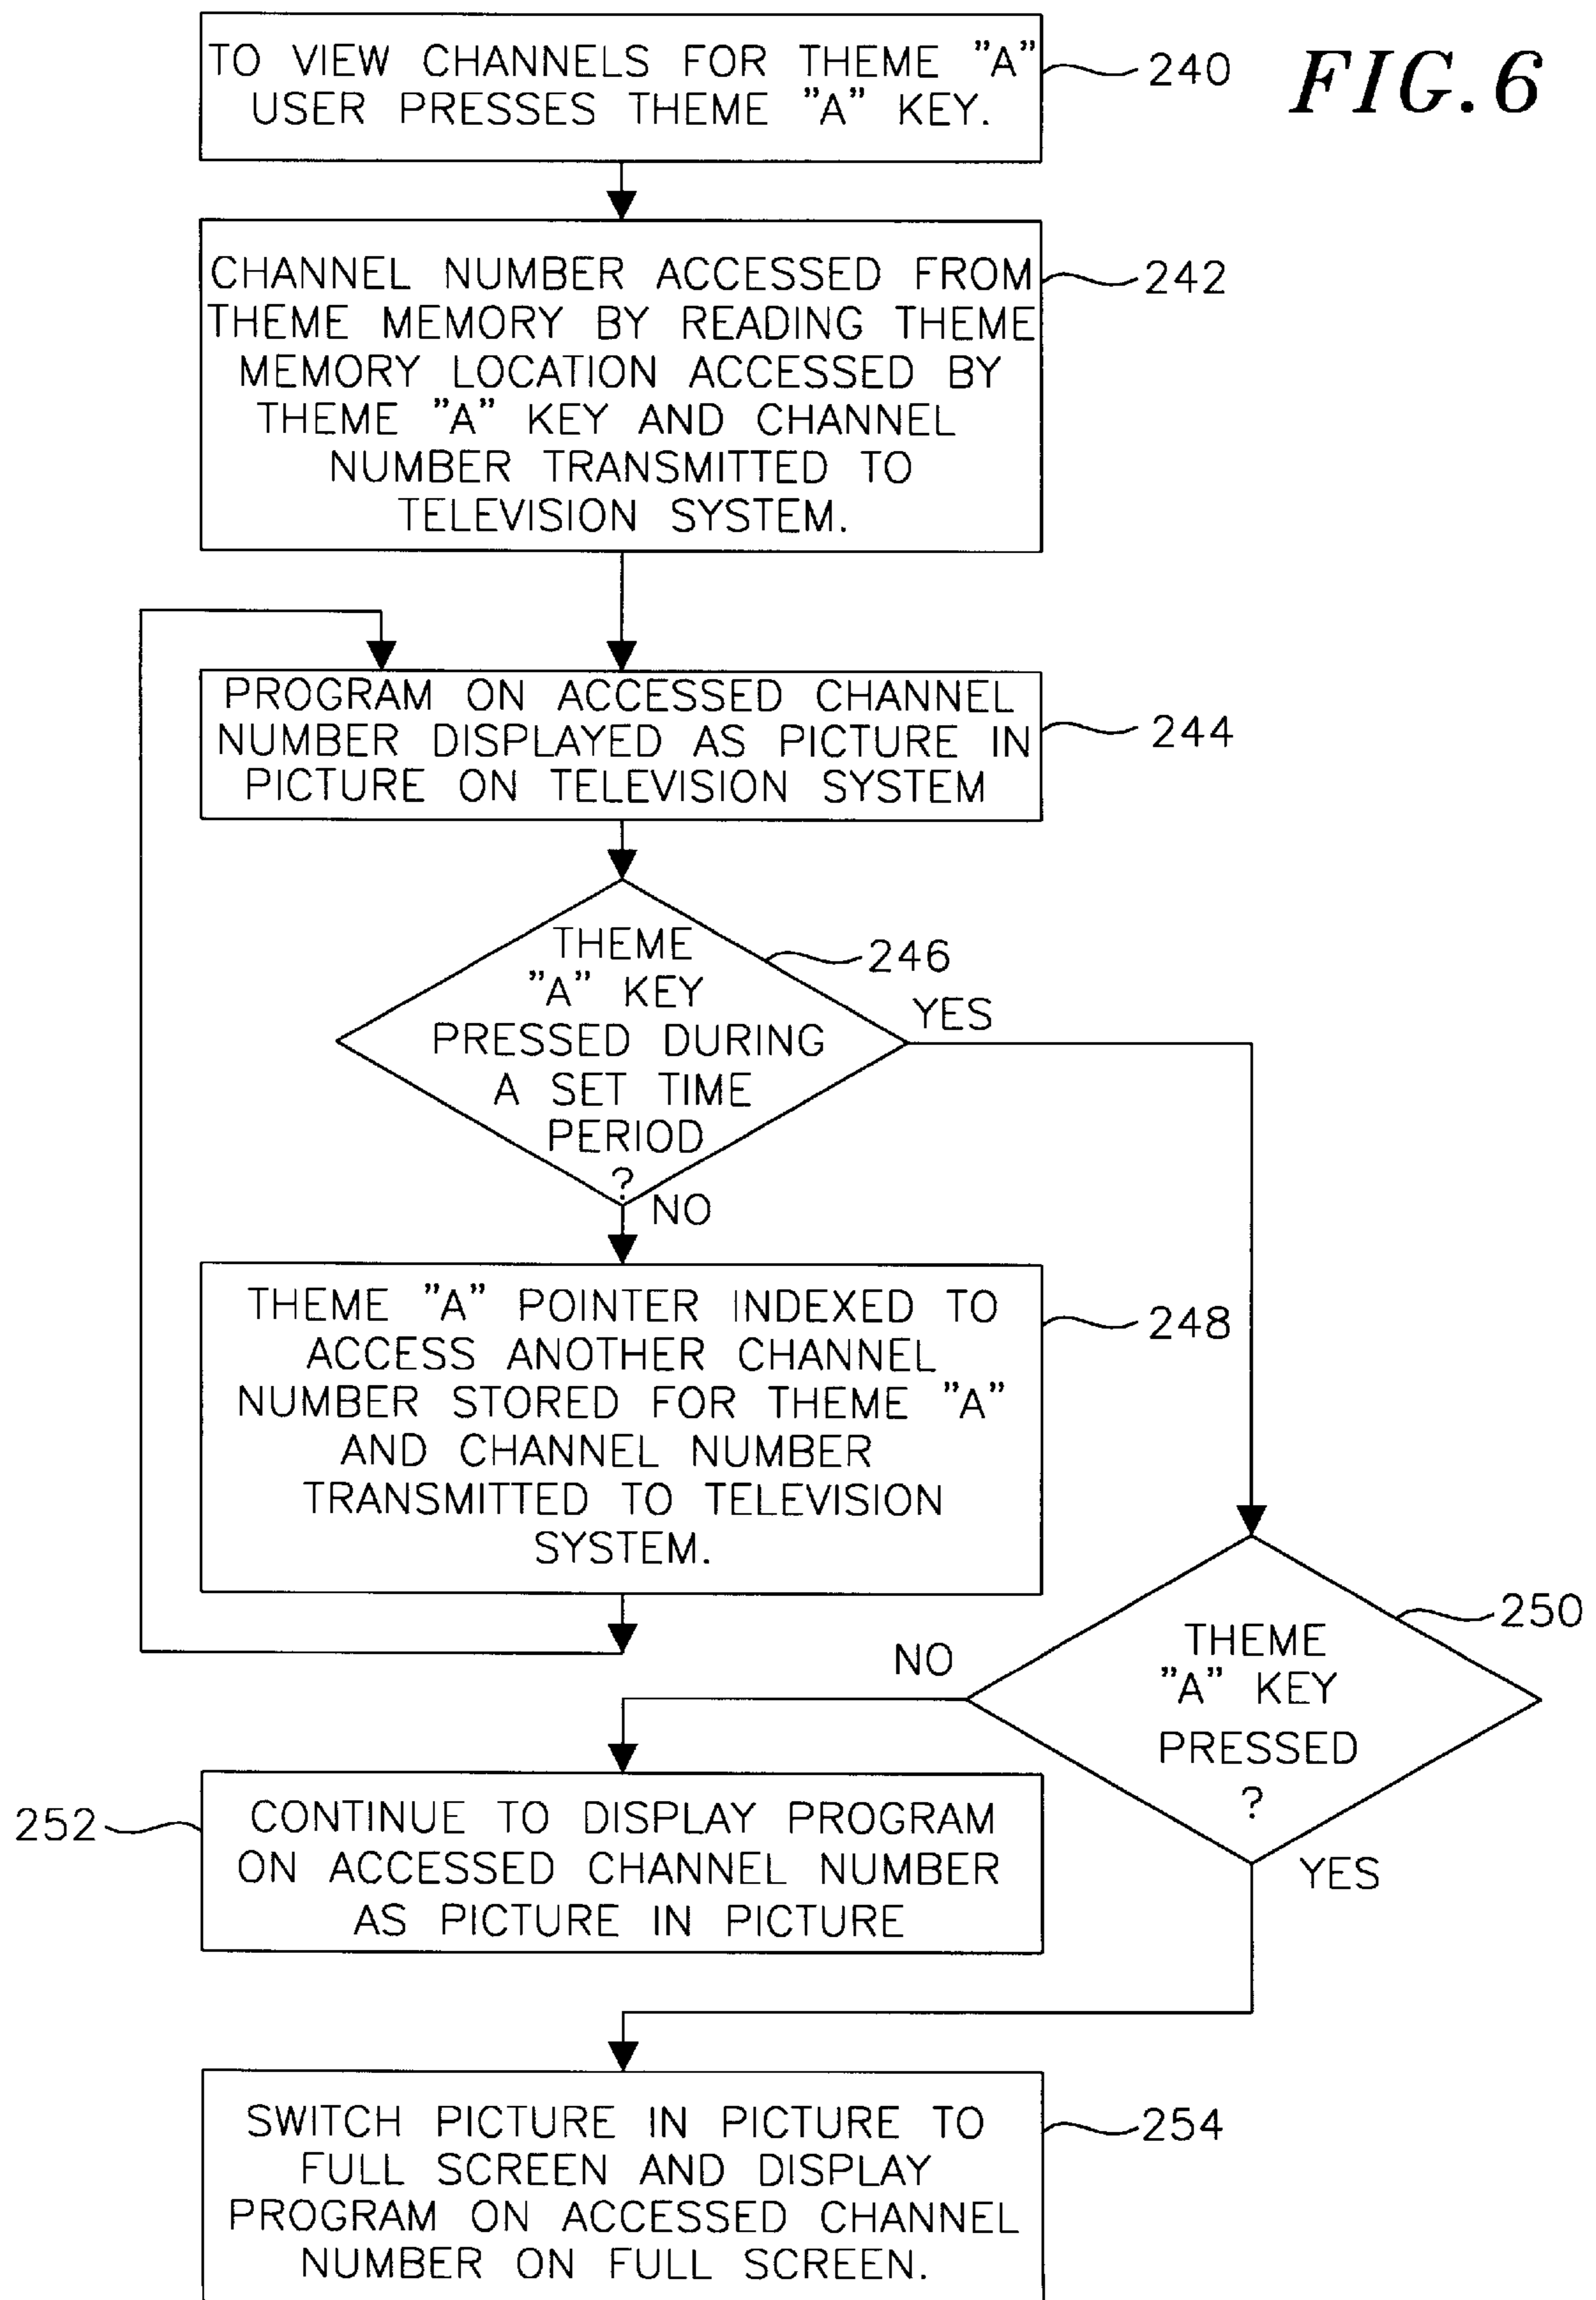 TO VIEW CHANNELS FOR THEME "A"
USER PRESSES THEME "A" KEY.
240
FIG. 6
CHANNEL NUMBER ACCESSED FROM
THEME MEMORY BY READING THEME
MEMORY LOCATION ACCESSED BY
THEME "A" KEY AND CHANNEL
NUMBER TRANSMITTED TO
TELEVISION SYSTEM.
242
PROGRAM ON ACCESSED CHANNEL
NUMBER DISPLAYED AS PICTURE IN
PICTURE ON TELEVISION SYSTEM
244
THEME
"A" KEY
PRESSED DURING
A SET TIME
PERIOD
?
246
YES
NO
THEME "A" POINTER INDEXED TO
ACCESS ANOTHER CHANNEL
NUMBER STORED FOR THEME "A"
AND CHANNEL NUMBER
TRANSMITTED TO TELEVISION
SYSTEM.
248
THEME
"A" KEY
PRESSED
?
250
NO
YES
252
CONTINUE TO DISPLAY PROGRAM
ON ACCESSED CHANNEL NUMBER
AS PICTURE IN PICTURE
SWITCH PICTURE IN PICTURE TO
FULL SCREEN AND DISPLAY
PROGRAM ON ACCESSED CHANNEL
NUMBER ON FULL SCREEN.
254